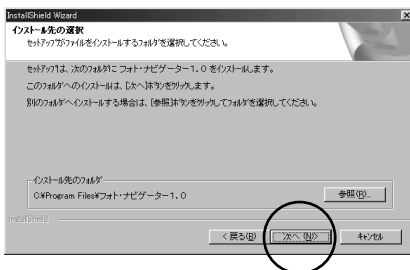 InstallShield Wizard
インストール先の選択
セットアップがファイルをインストールするフォルダを選択してください。
セットアップは、次のフォルダに フォト・ナビゲーター1.0 をインストールします。
このフォルダへのインストールは、[次へ]ボタンをクリックします。
別のフォルダへインストールする場合は、[参照]ボタンをクリックしてフォルダを選択してください。
インストール先のフォルダ
C:¥Program Files¥フォト・ナビゲーター1.0
参照(R)...
InstallShield
< 戻る(B)
次へ (N)>
キャンセル